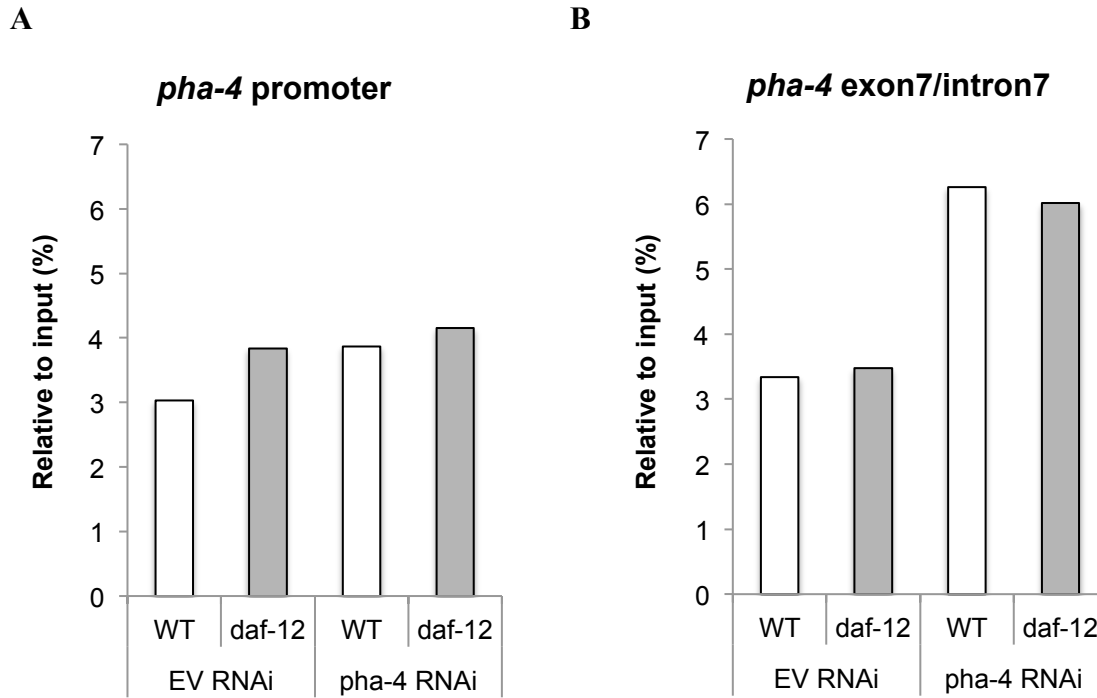 A
pha-4 promoter
Relative to input (%)
7
6
5
4
3
2
1
0
WT daf-12 WT daf-12
EV RNAi pha-4 RNAi
B
pha-4 exon7/intron7
Relative to input (%)
7
6
5
4
3
2
1
0
WT daf-12 WT daf-12
EV RNAi pha-4 RNAi